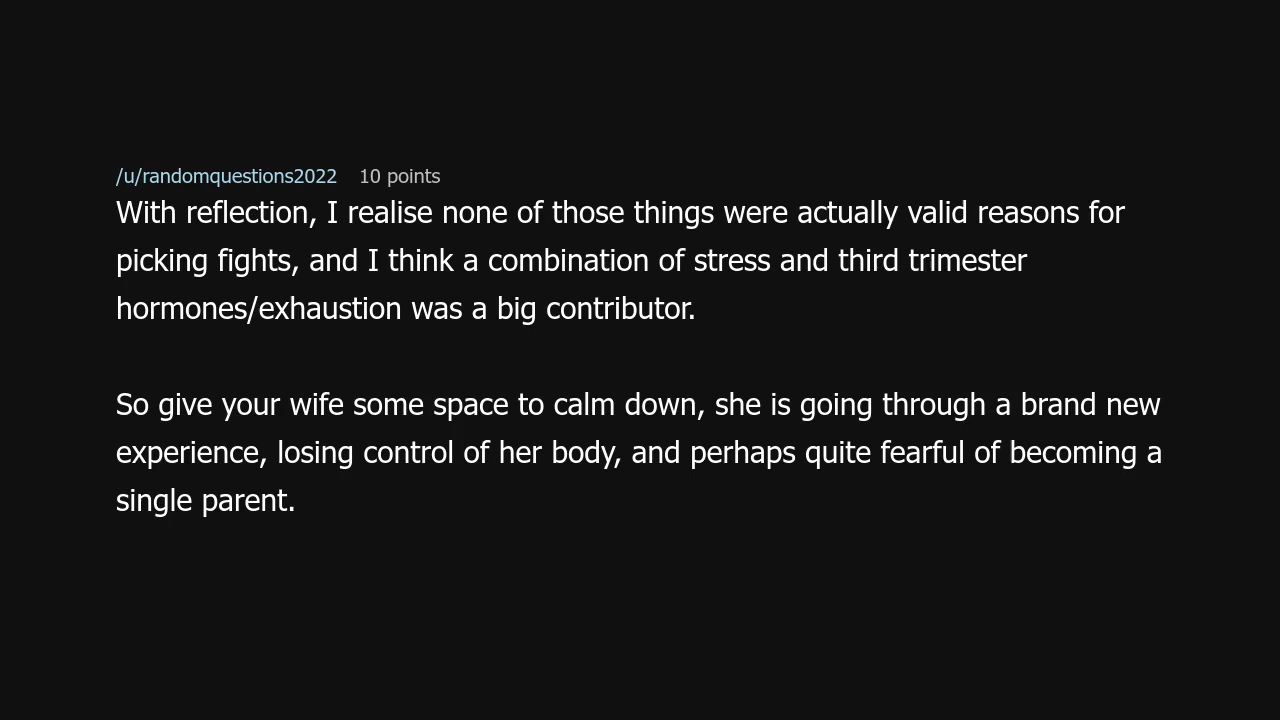 /u/randomquestions2022 10 points
With reflection, I realise none of those things were actually valid reasons for
picking fights, and I think a combination of stress and third trimester
hormones/exhaustion was a big contributor.
So give your wife some space to calm down, she is going through a brand new
experience, losing control of her body, and perhaps quite fearful of becoming a
single parent.